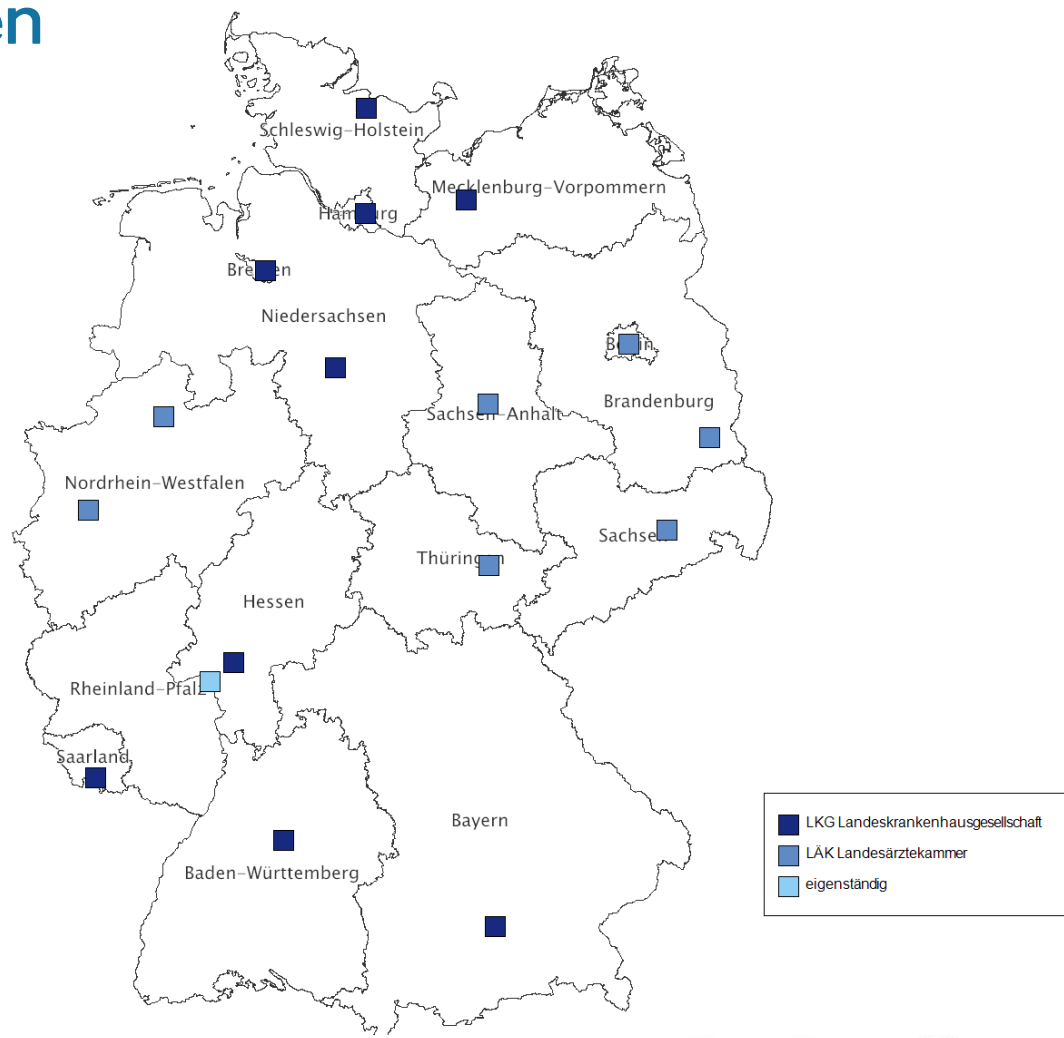 en
Schleswig-Holstein
Mecklenburg-Vorpommern
Hamburg
Bremen
Niedersachsen
Berlin
Brandenburg
Sachsen-Anhalt
Nordrhein-Westfalen
Sachsen
Thüringen
Hessen
Rheinland-Pfalz
Saarland
Bayern
Baden-Württemberg
LKG Landeskrankenhausgesellschaft
LÄK Landesärztekammer
eigenständig